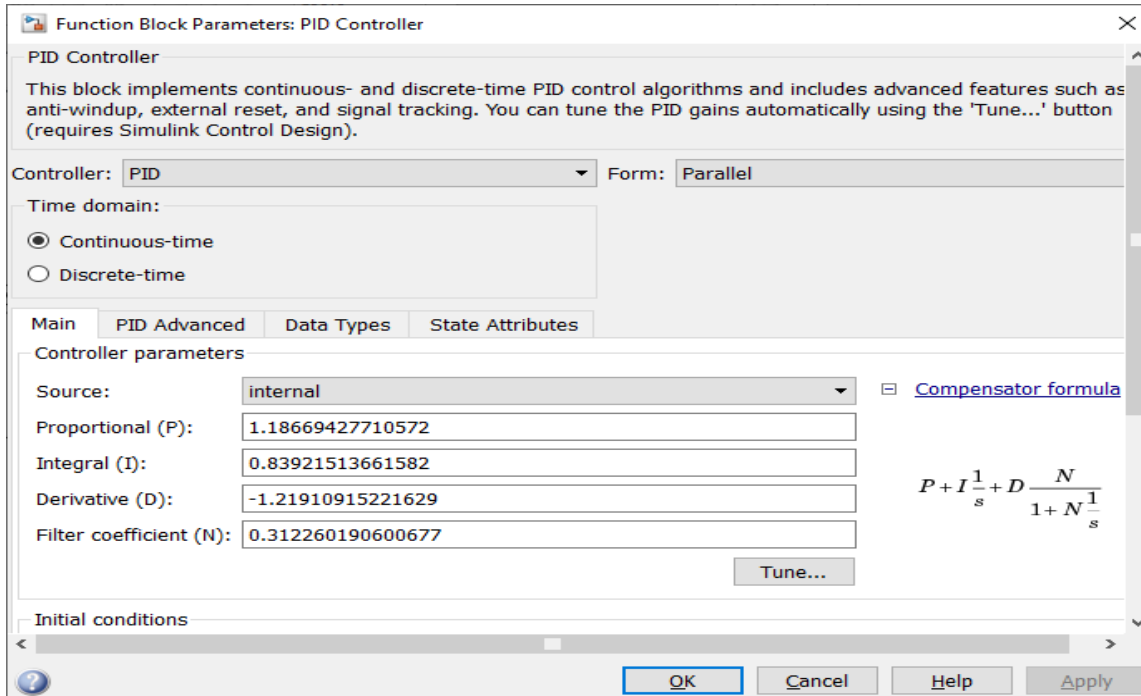 Function Block Parameters: PID Controller
PID Controller
This block implements continuous- and discrete-time PID control algorithms and includes advanced features such as
anti-windup, external reset, and signal tracking. You can tune the PID gains automatically using the 'Tune...' button
(requires Simulink Control Design).
Controller: PID Form: Parallel
Time domain:
Continuous-time
Discrete-time
Main PID Advanced Data Types State Attributes
Controller parameters
Source: internal Compensator formula
Proportional (P): 1.18669427710572
Integral (I): 0.83921513661582
Derivative (D): -1.21910915221629
P + I 1/s + D N/(1 + N 1/s)
Filter coefficient (N): 0.312260190600677
Tune...
Initial conditions
OK Cancel Help Apply